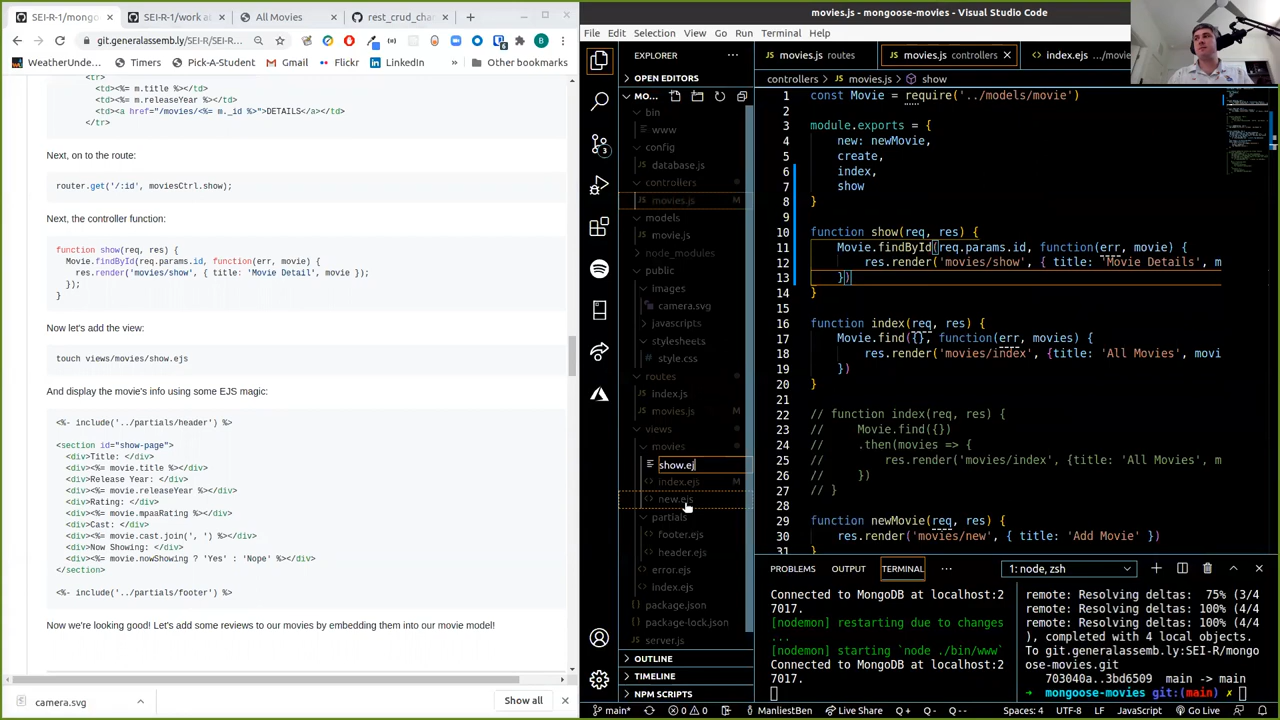 SEI-R-1/mongo
SEI-R-1/work a
All Movies
rest_crud_cha
movies.js - mongoose-movies - Visual Studio Code
git.generalassemb.ly/SEI-R/SEI-R...
WeatherUnde...
Timers
Pick-A-Student
Gmail
Flickr
LinkedIn
»
Other bookmarks
<tr>
<td><%= m.title %></td>
<td><%= m.releaseYear %></td>
<td><a href="/movies/<%= m._id %>">DETAILS</a></td>
</tr>
Next, on to the route:
router.get('/:id', moviesCtrl.show);
Next, the controller function:
function show(req, res) {
Movie.findById(req.params.id, function(err, movie) {
res.render('movies/show', { title: 'Movie Detail', movie });
});
}
Now let's add the view:
touch views/movies/show.ejs
And display the movie's info using some EJS magic:
<%- include('../partials/header') %>
<section id="show-page">
<div>Title: </div>
<div><%= movie.title %></div>
<div>Release Year: </div>
<div><%= movie.releaseYear %></div>
<div>Rating: </div>
<div><%= movie.mpaaRating %></div>
<div>Cast: </div>
<div><%= movie.cast.join(', ') %></div>
<div>Now Showing: </div>
<div><%= movie.nowShowing ? 'Yes' : 'Nope' %></div>
</section>
<%- include('../partials/footer') %>
Now we're looking good! Let's add some reviews to our movies by embedding them into our movie model!
camera.svg
Show all
File Edit Selection View Go Run Terminal Help
EXPLORER
OPEN EDITORS
MO...
bin
www
config
database.js
controllers
JS movies.js M
models
JS movie.js
node_modules
public
images
camera.svg
javascripts
stylesheets
style.css
routes
JS index.js
JS movies.js M
views
movies
show.ej
index.ejs M
new.ejs
partials
footer.ejs
header.ejs
error.ejs
index.ejs
package.json
package-lock.json
server.js
OUTLINE
TIMELINE
NPM SCRIPTS
3
JS movies.js routes
JS movies.js controllers
index.ejs .../mov
controllers > JS movies.js > show
1 const Movie = require('../models/movie')
2
3 module.exports = {
4 new: newMovie,
5 create,
6 index,
7 show
8 }
9
10 function show(req, res) {
11 Movie.findById(req.params.id, function(err, movie) {
12 res.render('movies/show', { title: 'Movie Details', m
13 })
14 }
15
16 function index(req, res) {
17 Movie.find({}, function(err, movies) {
18 res.render('movies/index', {title: 'All Movies', movi
19 })
20 }
21
22 // function index(req, res) {
23 // Movie.find({})
24 // .then(movies => {
25 // res.render('movies/index', {title: 'All Movies', m
26 // })
27 // }
28
29 function newMovie(req, res) {
30 res.render('movies/new', { title: 'Add Movie' })
31 }
PROBLEMS OUTPUT TERMINAL ... 1: node, zsh
Connected to MongoDB at localhost:2
7017.
[nodemon] restarting due to changes
...
[nodemon] starting `node ./bin/www`
Connected to MongoDB at localhost:2
7017.
remote: Resolving deltas: 75% (3/4
remote: Resolving deltas: 100% (4/4
remote: Resolving deltas: 100% (4/4
), completed with 4 local objects.
To git.generalassemb.ly:SEI-R/mongo
ose-movies.git
703040a..3bd6509 main -> main
➜ mongoose-movies git:(main) ✗
main* 0 0 ManliestBen Live Share Q+ Q-- Q-- Spaces: 4 UTF-8 LF JavaScript Go Live